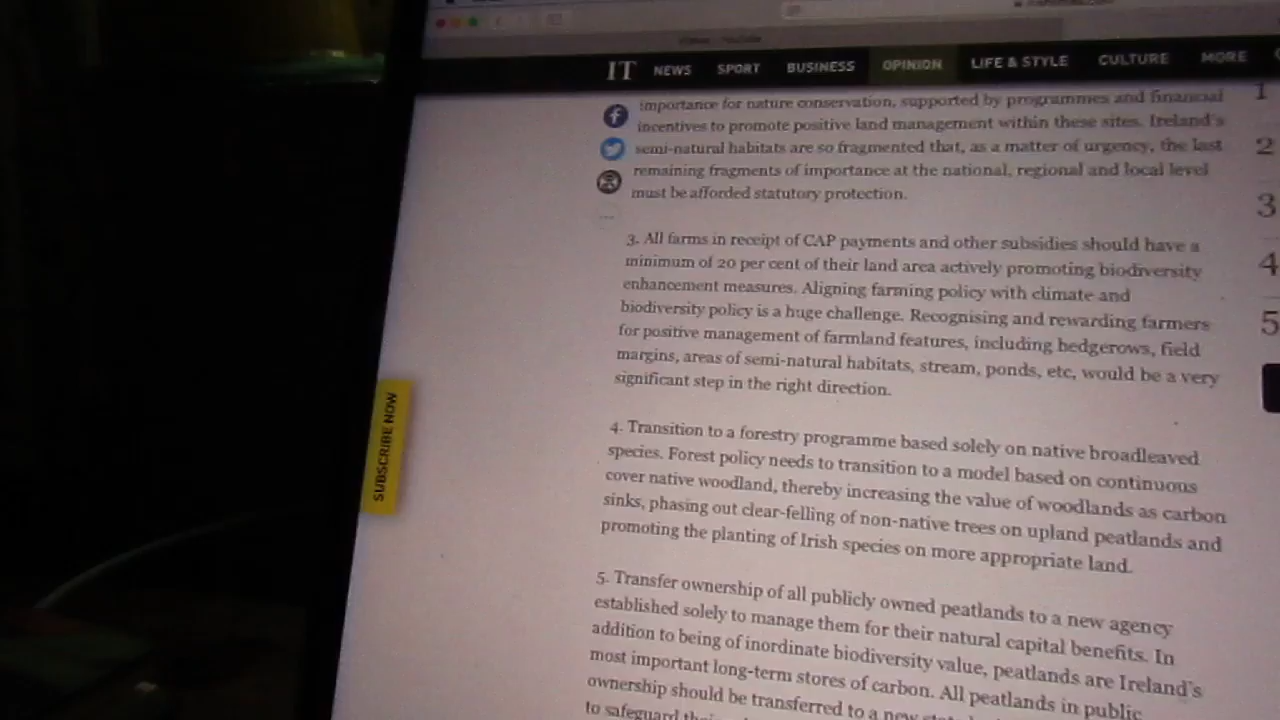 IT NEWS SPORT BUSINESS OPINION LIFE & STYLE CULTURE MORE
importance for nature conservation, supported by programmes and financial
incentives to promote positive land management within these sites. Ireland's
semi-natural habitats are so fragmented that, as a matter of urgency, the last
remaining fragments of importance at the national, regional and local level
must be afforded statutory protection.
3. All farms in receipt of CAP payments and other subsidies should have a
minimum of 20 per cent of their land area actively promoting biodiversity
enhancement measures. Aligning farming policy with climate and
biodiversity policy is a huge challenge. Recognising and rewarding farmers
for positive management of farmland features, including hedgerows, field
margins, areas of semi-natural habitats, stream, ponds, etc, would be a very
significant step in the right direction.
4. Transition to a forestry programme based solely on native broadleaved
species. Forest policy needs to transition to a model based on continuous
cover native woodland, thereby increasing the value of woodlands as carbon
sinks, phasing out clear-felling of non-native trees on upland peatlands and
promoting the planting of Irish species on more appropriate land.
5. Transfer ownership of all publicly owned peatlands to a new agency
established solely to manage them for their natural capital benefits. In
addition to being of inordinate biodiversity value, peatlands are Ireland's
most important long-term stores of carbon. All peatlands in public
ownership should be transferred to a new
to safeguard
SUBSCRIBE NOW
1
2
3
4
5